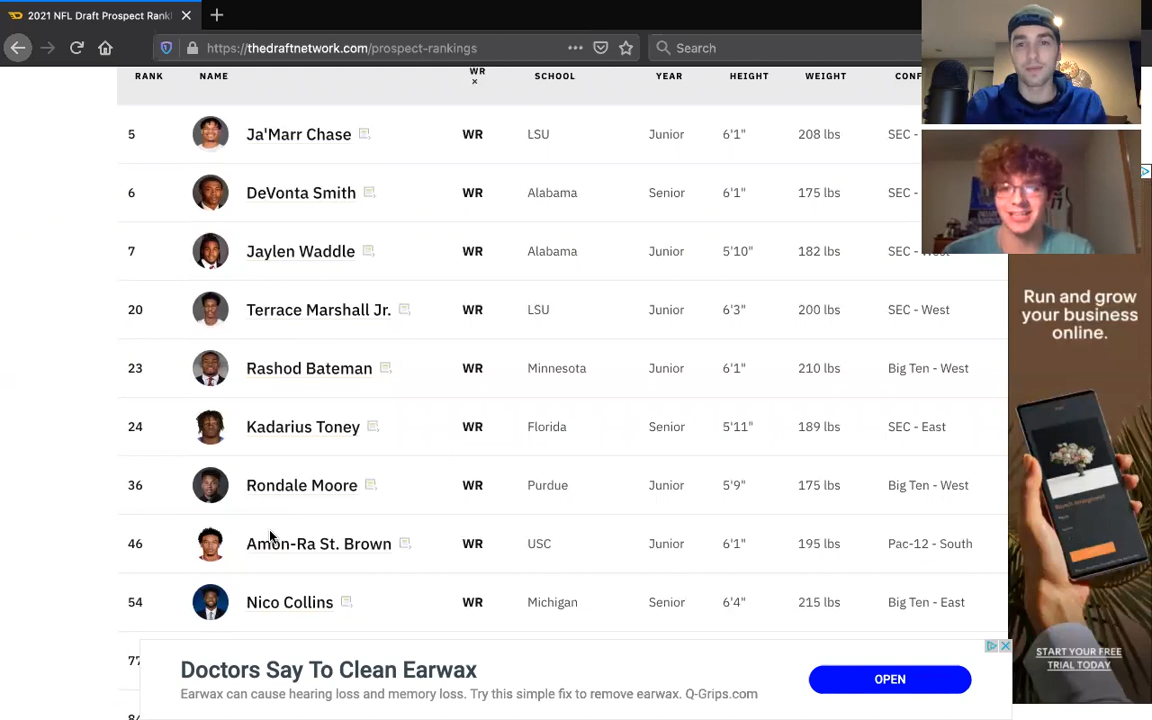 2021 NFL Draft Prospect Rank
https://thedraftnetwork.com/prospect-rankings
Search
RANK NAME WR x SCHOOL YEAR HEIGHT WEIGHT CONF
5 Ja'Marr Chase WR LSU Junior 6'1" 208 lbs SEC -
6 DeVonta Smith WR Alabama Senior 6'1" 175 lbs SEC -
7 Jaylen Waddle WR Alabama Junior 5'10" 182 lbs SEC - West
20 Terrace Marshall Jr. WR LSU Junior 6'3" 200 lbs SEC - West
23 Rashod Bateman WR Minnesota Junior 6'1" 210 lbs Big Ten - West
24 Kadarius Toney WR Florida Senior 5'11" 189 lbs SEC - East
36 Rondale Moore WR Purdue Junior 5'9" 175 lbs Big Ten - West
46 Amon-Ra St. Brown WR USC Junior 6'1" 195 lbs Pac-12 - South
54 Nico Collins WR Michigan Senior 6'4" 215 lbs Big Ten - East
77
84
Run and grow
your business
online.
START YOUR FREE
TRIAL TODAY
Doctors Say To Clean Earwax
Earwax can cause hearing loss and memory loss. Try this simple fix to remove earwax. Q-Grips.com
OPEN